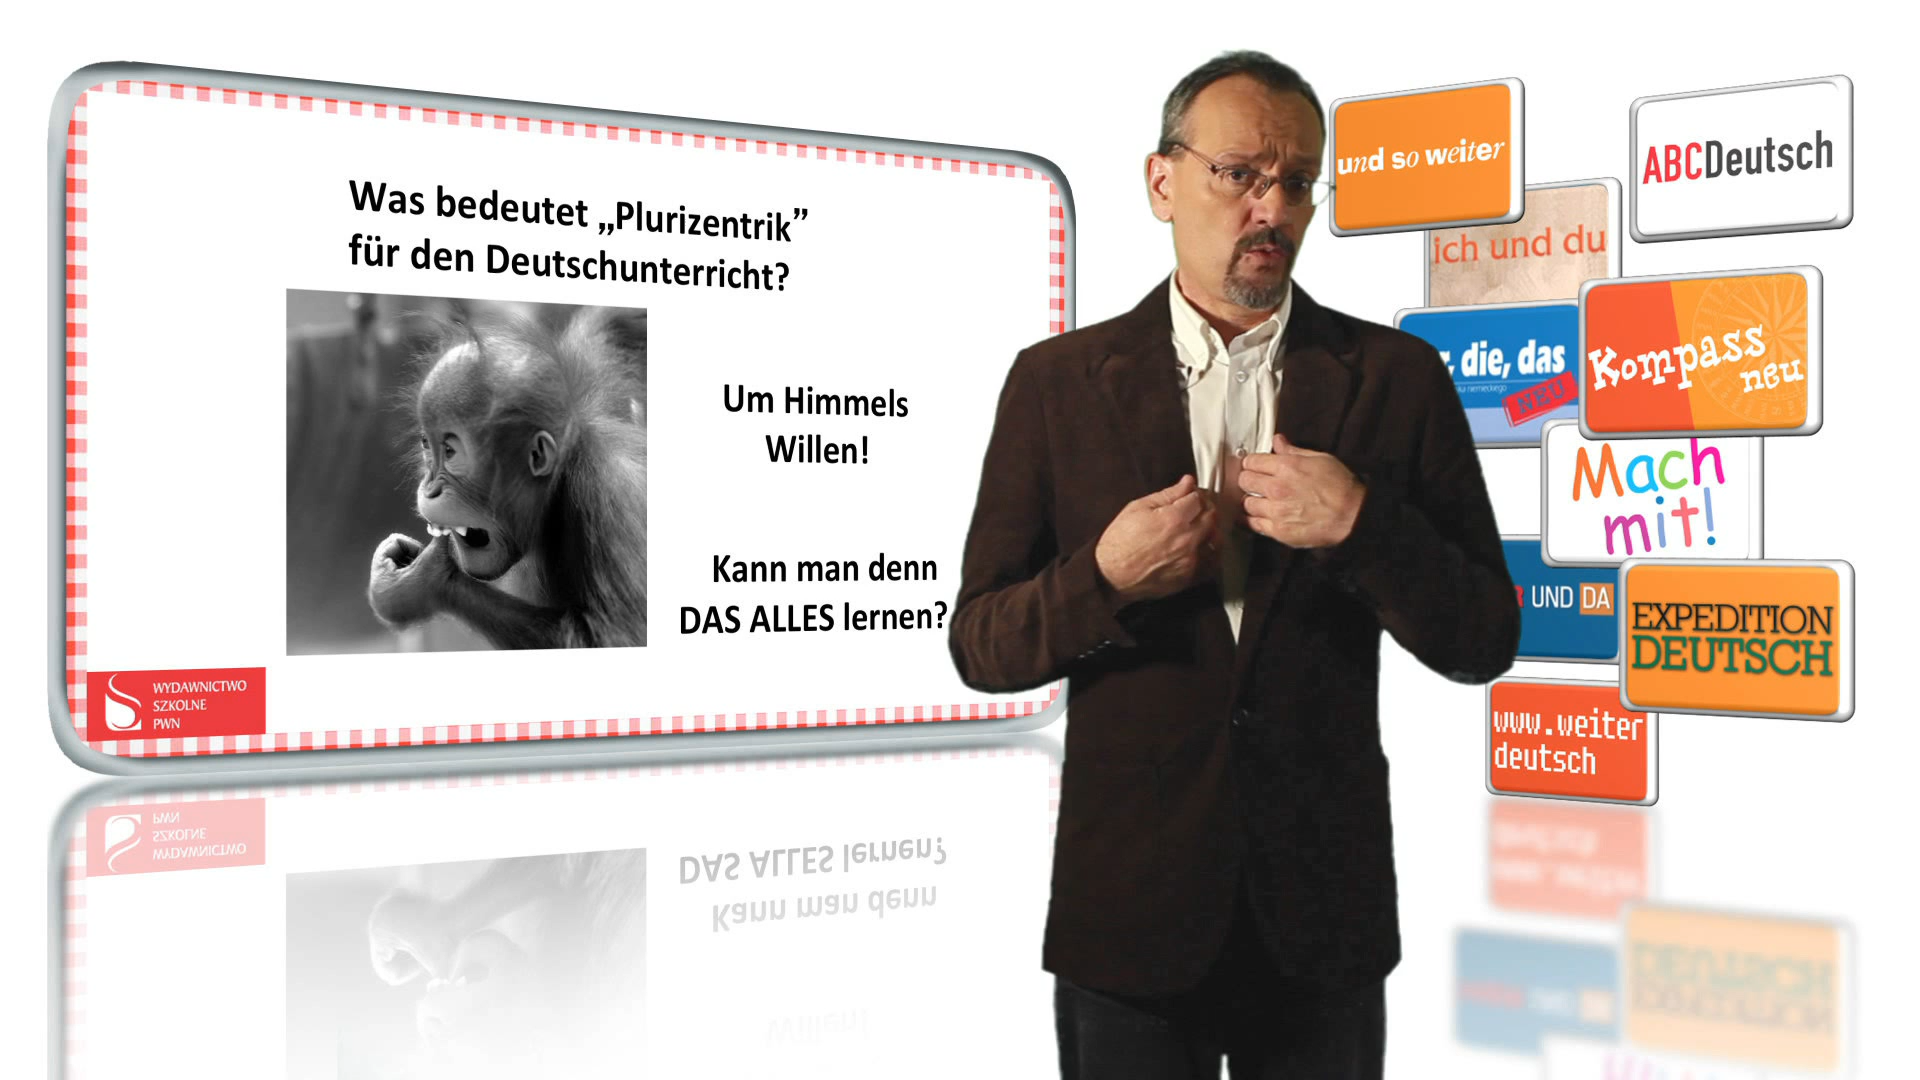 Was bedeutet „Plurizentrik”
für den Deutschunterricht?
Um Himmels
Willen!
Kann man denn
DAS ALLES lernen?
WYDAWNICTWO
SZKOLNE
PWN
und so weiter
ABCDeutsch
ich und du
die, das
NEU
Kompass
neu
Mach
mit!
UND DA
EXPEDITION
DEUTSCH
www.weiter
deutsch